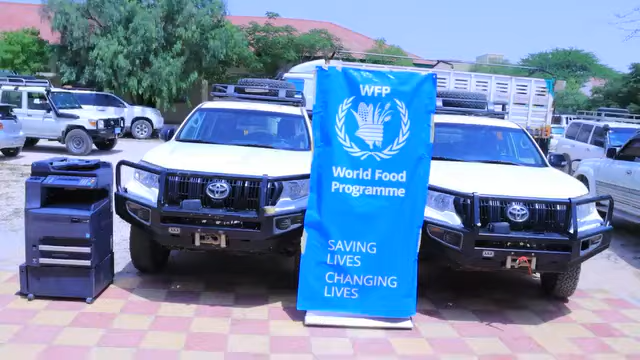 WFP
World Food
Programme
SAVING
LIVES
CHANGING
LIVES